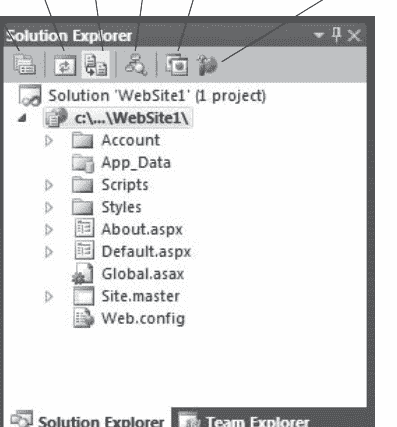 Solution Explorer
Solution 'WebSite1' (1 project)
c:\...\WebSite1\
Account
App_Data
Scripts
Styles
About.aspx
Default.aspx
Global.asax
Site.master
Web.config
Solution Explorer Team Explorer